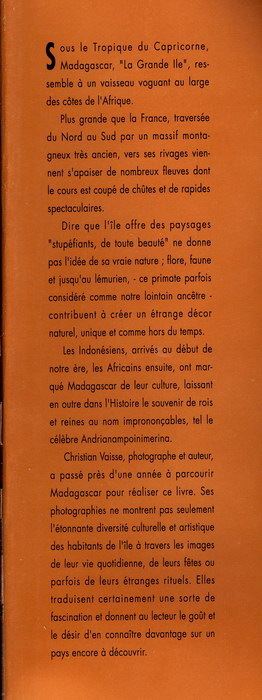 Sous le Tropique du Capricorne,
Madagascar, "La Grande Ile", res-
semble à un vaisseau voguant au large
des côtes de l'Afrique.
Plus grande que la France, traversée
du Nord au Sud par un massif monta-
gneux très ancien, vers ses rivages vien-
nent s'apaiser de nombreux fleuves dont
le cours est coupé de chûtes et de rapides
spectaculaires.
Dire que l'île offre des paysages
"stupéfiants, de toute beauté" ne donne
pas l'idée de sa vraie nature ; flore, faune
et jusqu'au lémurien, - ce primate parfois
considéré comme notre lointain ancêtre -
contribuent à créer un étrange décor
naturel, unique et comme hors du temps.
Les Indonésiens, arrivés au début de
notre ère, les Africains ensuite, ont mar-
qué Madagascar de leur culture, laissant
en outre dans l'Histoire le souvenir de rois
et reines au nom imprononçables, tel le
célèbre Andrianampoinimerina.
Christian Vaisse, photographe et auteur,
a passé près d'une année à parcourir
Madagascar pour réaliser ce livre. Ses
photographies ne montrent pas seulement
l'étonnante diversité culturelle et artistique
des habitants de l'île à travers les images
de leur vie quotidienne, de leurs fêtes ou
parfois de leurs étranges rituels. Elles
traduisent certainement une sorte de
fascination et donnent au lecteur le goût et
le désir d'en connaître davantage sur un
pays encore à découvrir.